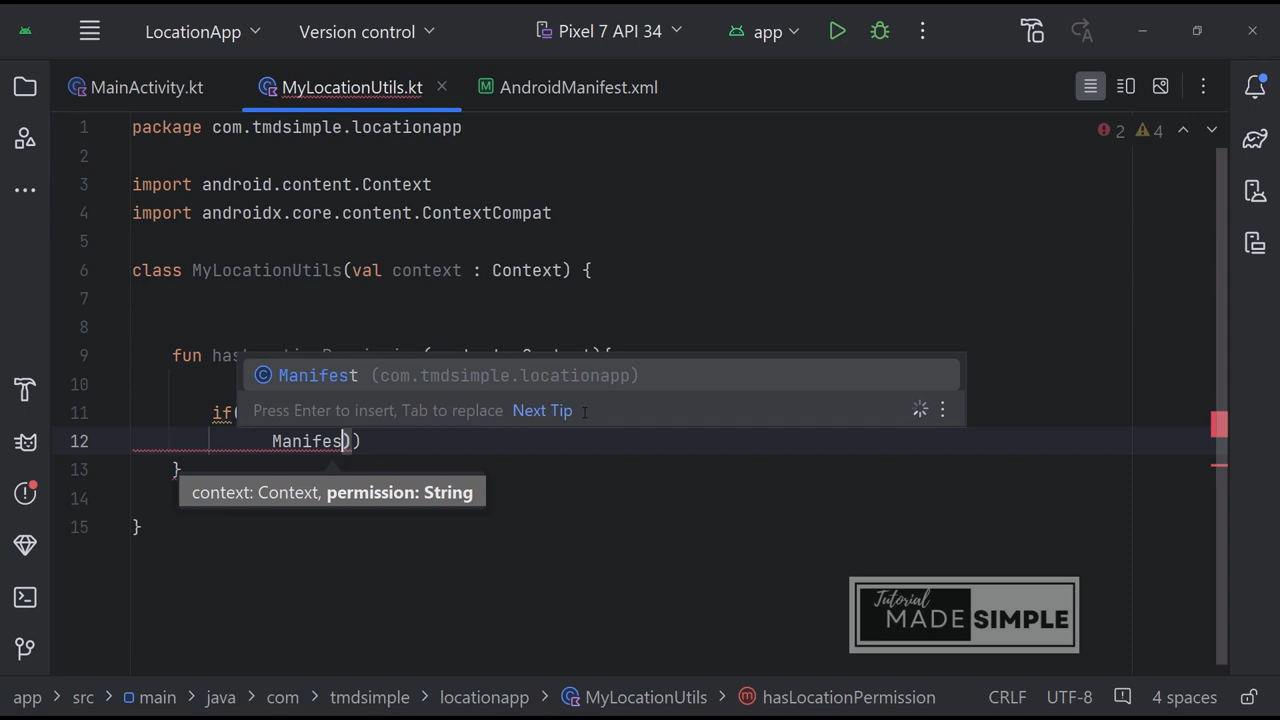 LocationApp Version control Pixel 7 API 34 app
MainActivity.kt MyLocationUtils.kt AndroidManifest.xml
1 package com.tmdsimple.locationapp
2 4
2
3 import android.content.Context
4 import androidx.core.content.ContextCompat
5
6 class MyLocationUtils(val context : Context) {
7
8
9 fun
10
11 if(
Manifest (com.tmdsimple.locationapp)
Press Enter to insert, Tab to replace Next Tip
12 Manifes))
13 }
context: Context, permission: String
14
15 }
Tutorial
MADE SIMPLE
app > src > main > java > com > tmdsimple > locationapp > MyLocationUtils > hasLocationPermission CRLF UTF-8 4 spaces